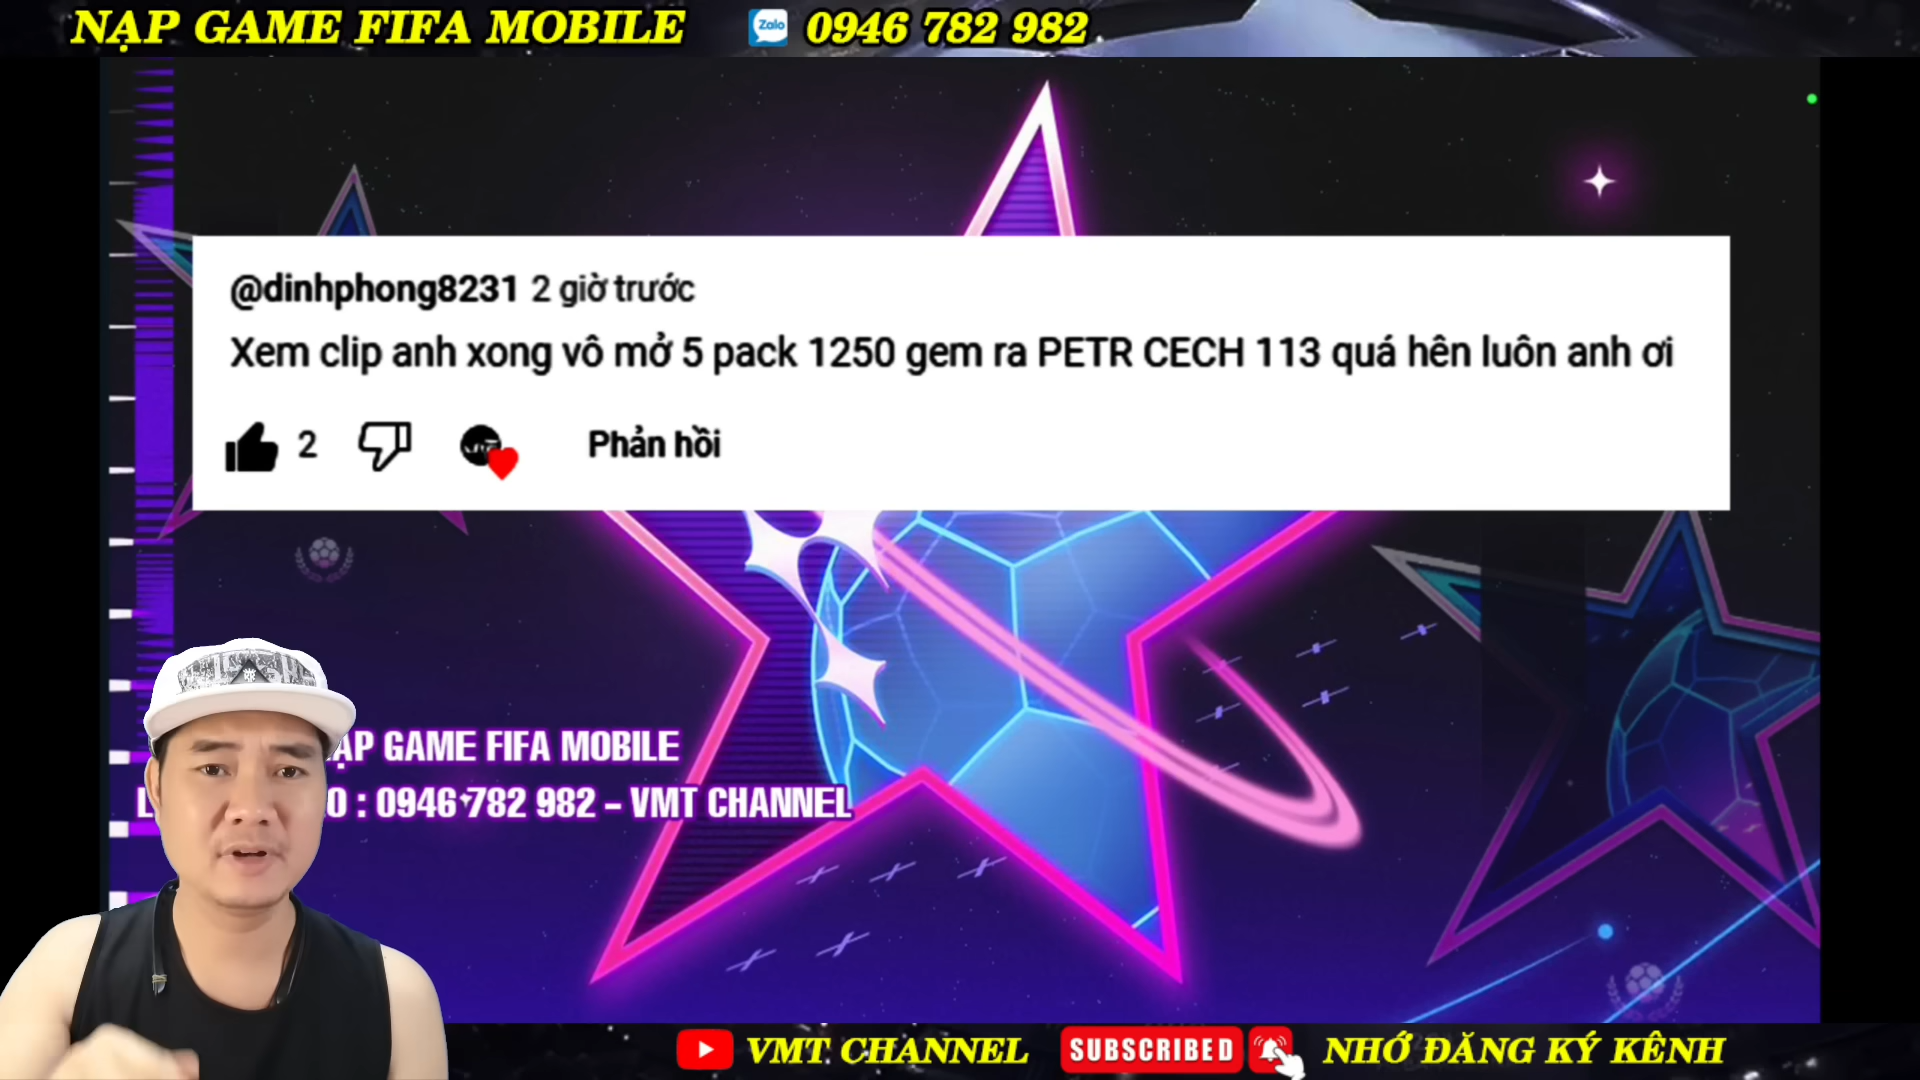 NẠP GAME FIFA MOBILE
Zalo 0946 782 982
@dinhphong8231 2 giờ trước
Xem clip anh xong vô mở 5 pack 1250 gem ra PETR CECH 113 quá hên luôn anh ơi
2 Phản hồi
ẠP GAME FIFA MOBILE
L O : 0946 782 982 - VMT CHANNEL
VMT CHANNEL SUBSCRIBED NHỚ ĐĂNG KÝ KÊNH